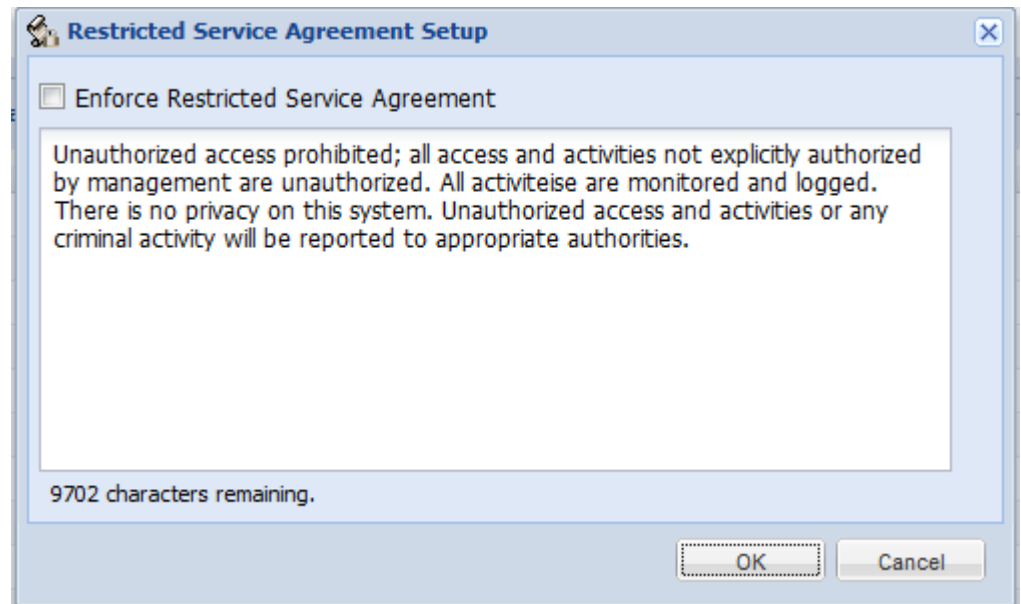 Restricted Service Agreement Setup
Enforce Restricted Service Agreement
Unauthorized access prohibited; all access and activities not explicitly authorized
by management are unauthorized. All activiteise are monitored and logged.
There is no privacy on this system. Unauthorized access and activities or any
criminal activity will be reported to appropriate authorities.
9702 characters remaining.
OK Cancel